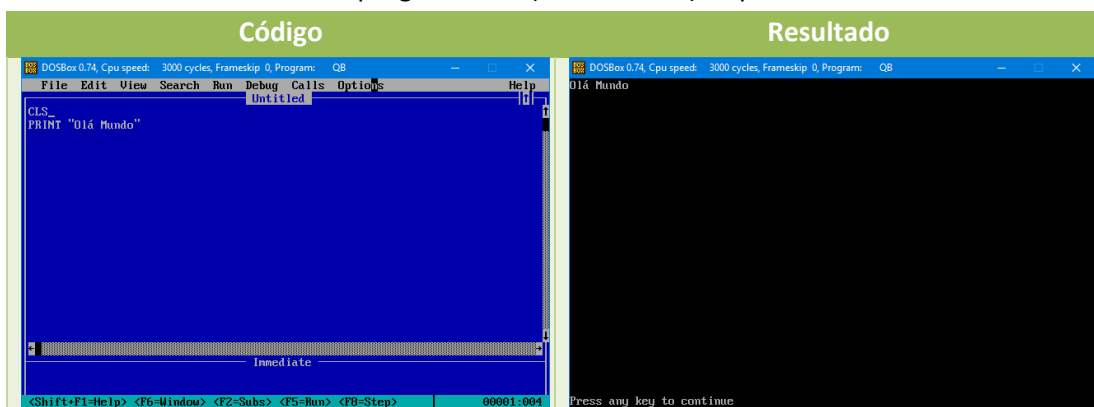 Código
Resultado
DOSBox 0.74, Cpu speed: 3000 cycles, Frameskip 0, Program: QB
File Edit View Search Run Debug Calls Options Help
Untitled
CLS_
PRINT "Olá Mundo"
Immediate
<Shift+F1=Help> <F6=Window> <F2=Subs> <F5=Run> <F8=Step> 00001:004
DOSBox 0.74, Cpu speed: 3000 cycles, Frameskip 0, Program: QB
Olá Mundo
Press any key to continue